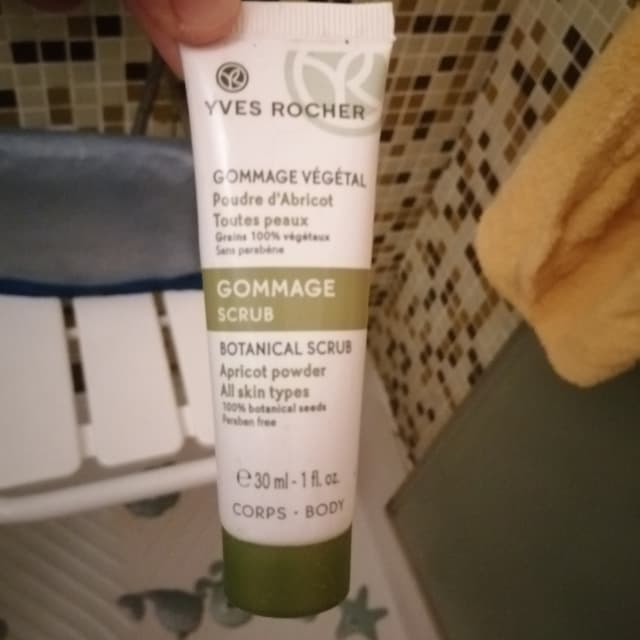 YVES ROCHER
GOMMAGE VÉGÉTAL
Poudre d'Abricot
Toutes peaux
Grains 100% végétaux
Sans parabène
GOMMAGE
SCRUB
BOTANICAL SCRUB
Apricot powder
All skin types
100% botanical seeds
Paraben free
℮ 30 ml - 1 fl. oz.
CORPS - BODY